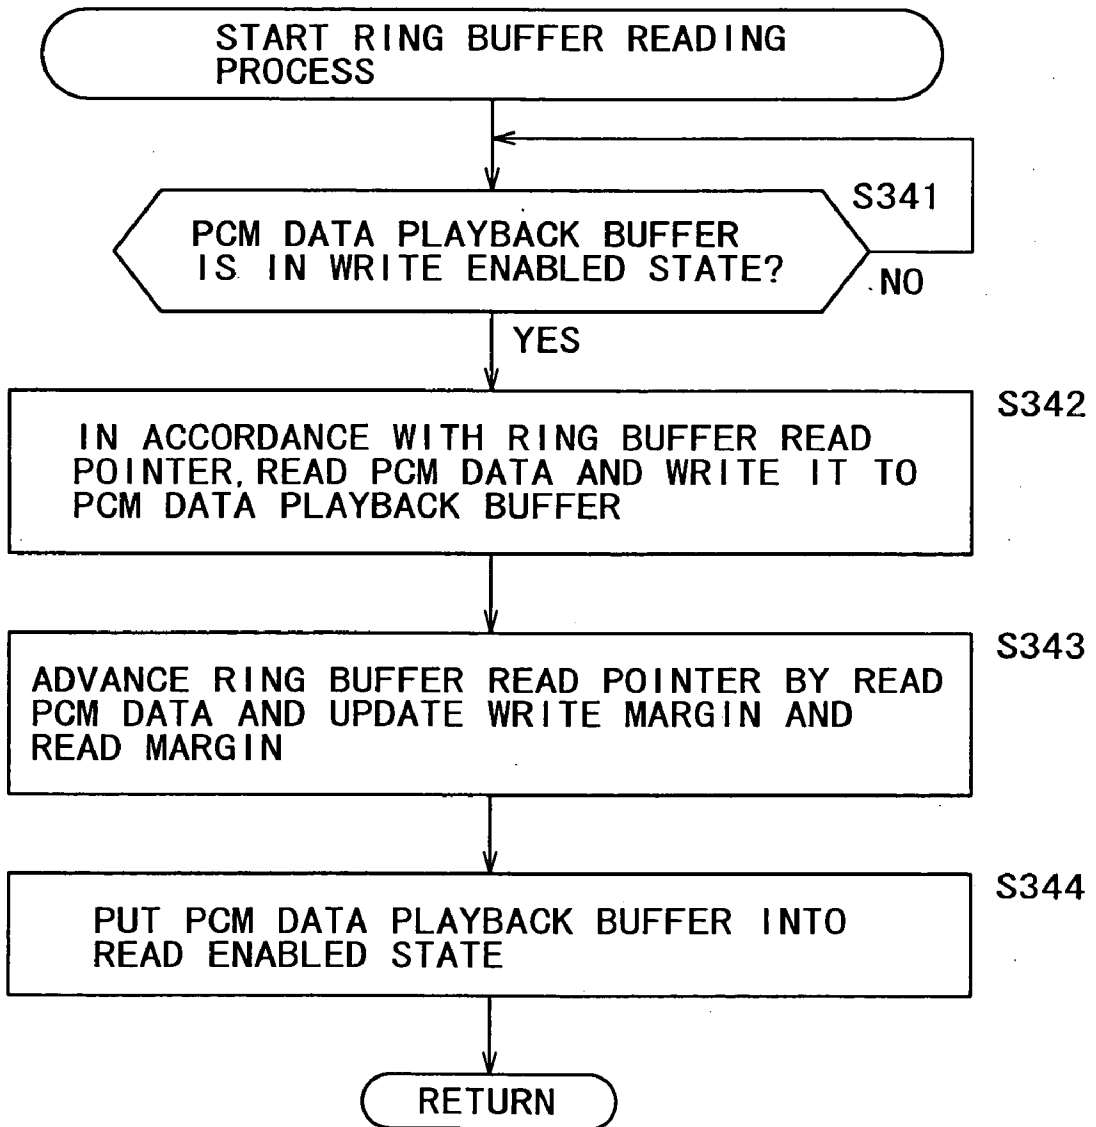 START RING BUFFER READING
PROCESS
S341
PCM DATA PLAYBACK BUFFER
IS IN WRITE ENABLED STATE?
NO
YES
S342
IN ACCORDANCE WITH RING BUFFER READ
POINTER, READ PCM DATA AND WRITE IT TO
PCM DATA PLAYBACK BUFFER
S343
ADVANCE RING BUFFER READ POINTER BY READ
PCM DATA AND UPDATE WRITE MARGIN AND
READ MARGIN
S344
PUT PCM DATA PLAYBACK BUFFER INTO
READ ENABLED STATE
RETURN